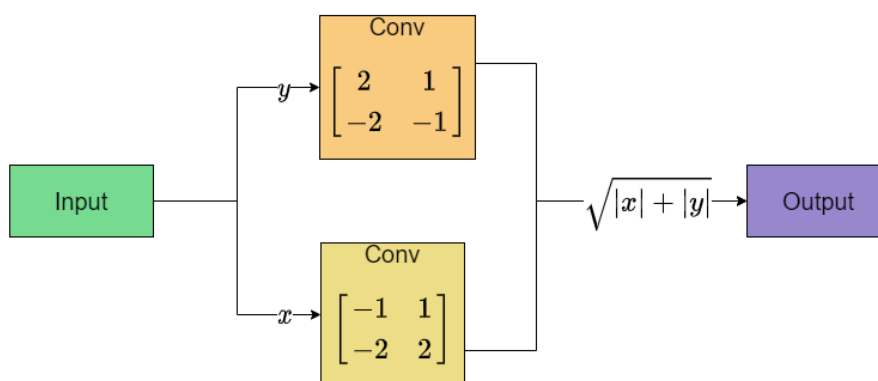 Conv
y
[2 1
-2 -1]
Input
√|x| + |y|
Output
Conv
x
[-1 1
-2 2]